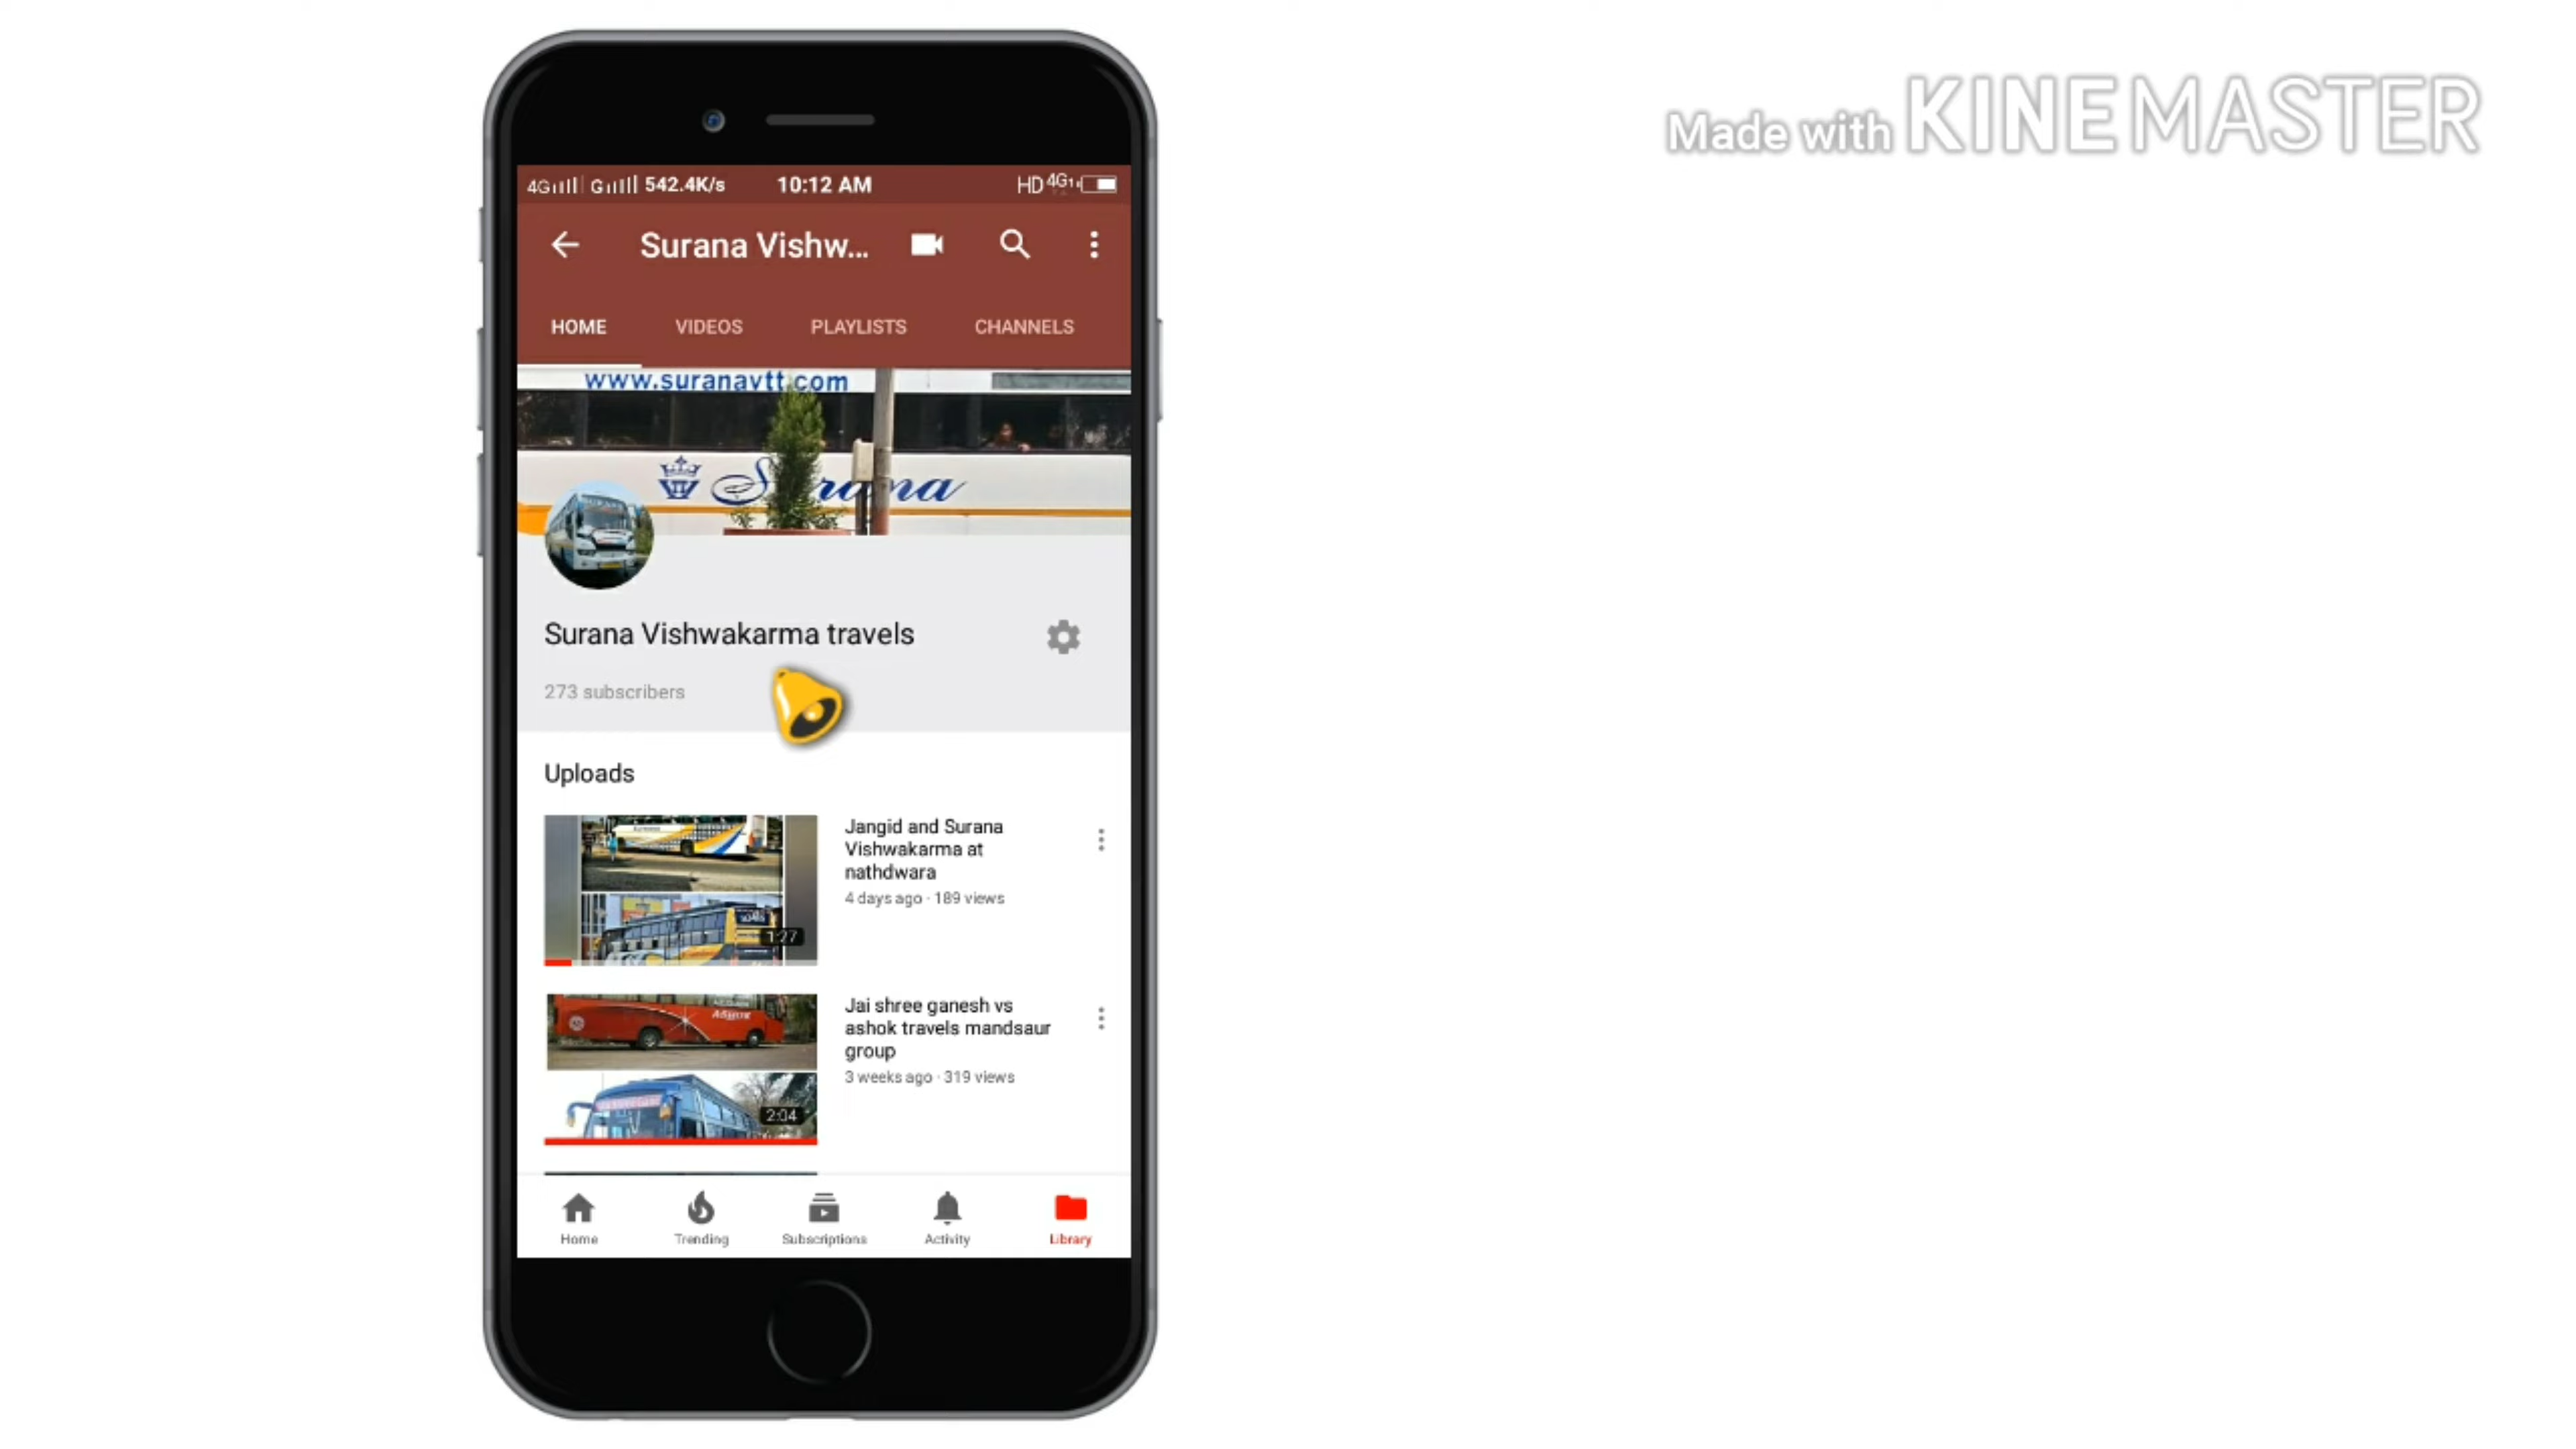 Made with KINEMASTER
4G G 542.4K/s 10:12 AM HD 4G
Surana Vishw...
HOME VIDEOS PLAYLISTS CHANNELS
www.suranavtt.com
Surana
Surana Vishwakarma travels
273 subscribers
Uploads
Jangid and Surana
Vishwakarma at
nathdwara
4 days ago · 189 views
1:27
Jai shree ganesh vs
ashok travels mandsaur
group
3 weeks ago · 319 views
2:04
Home Trending Subscriptions Activity Library